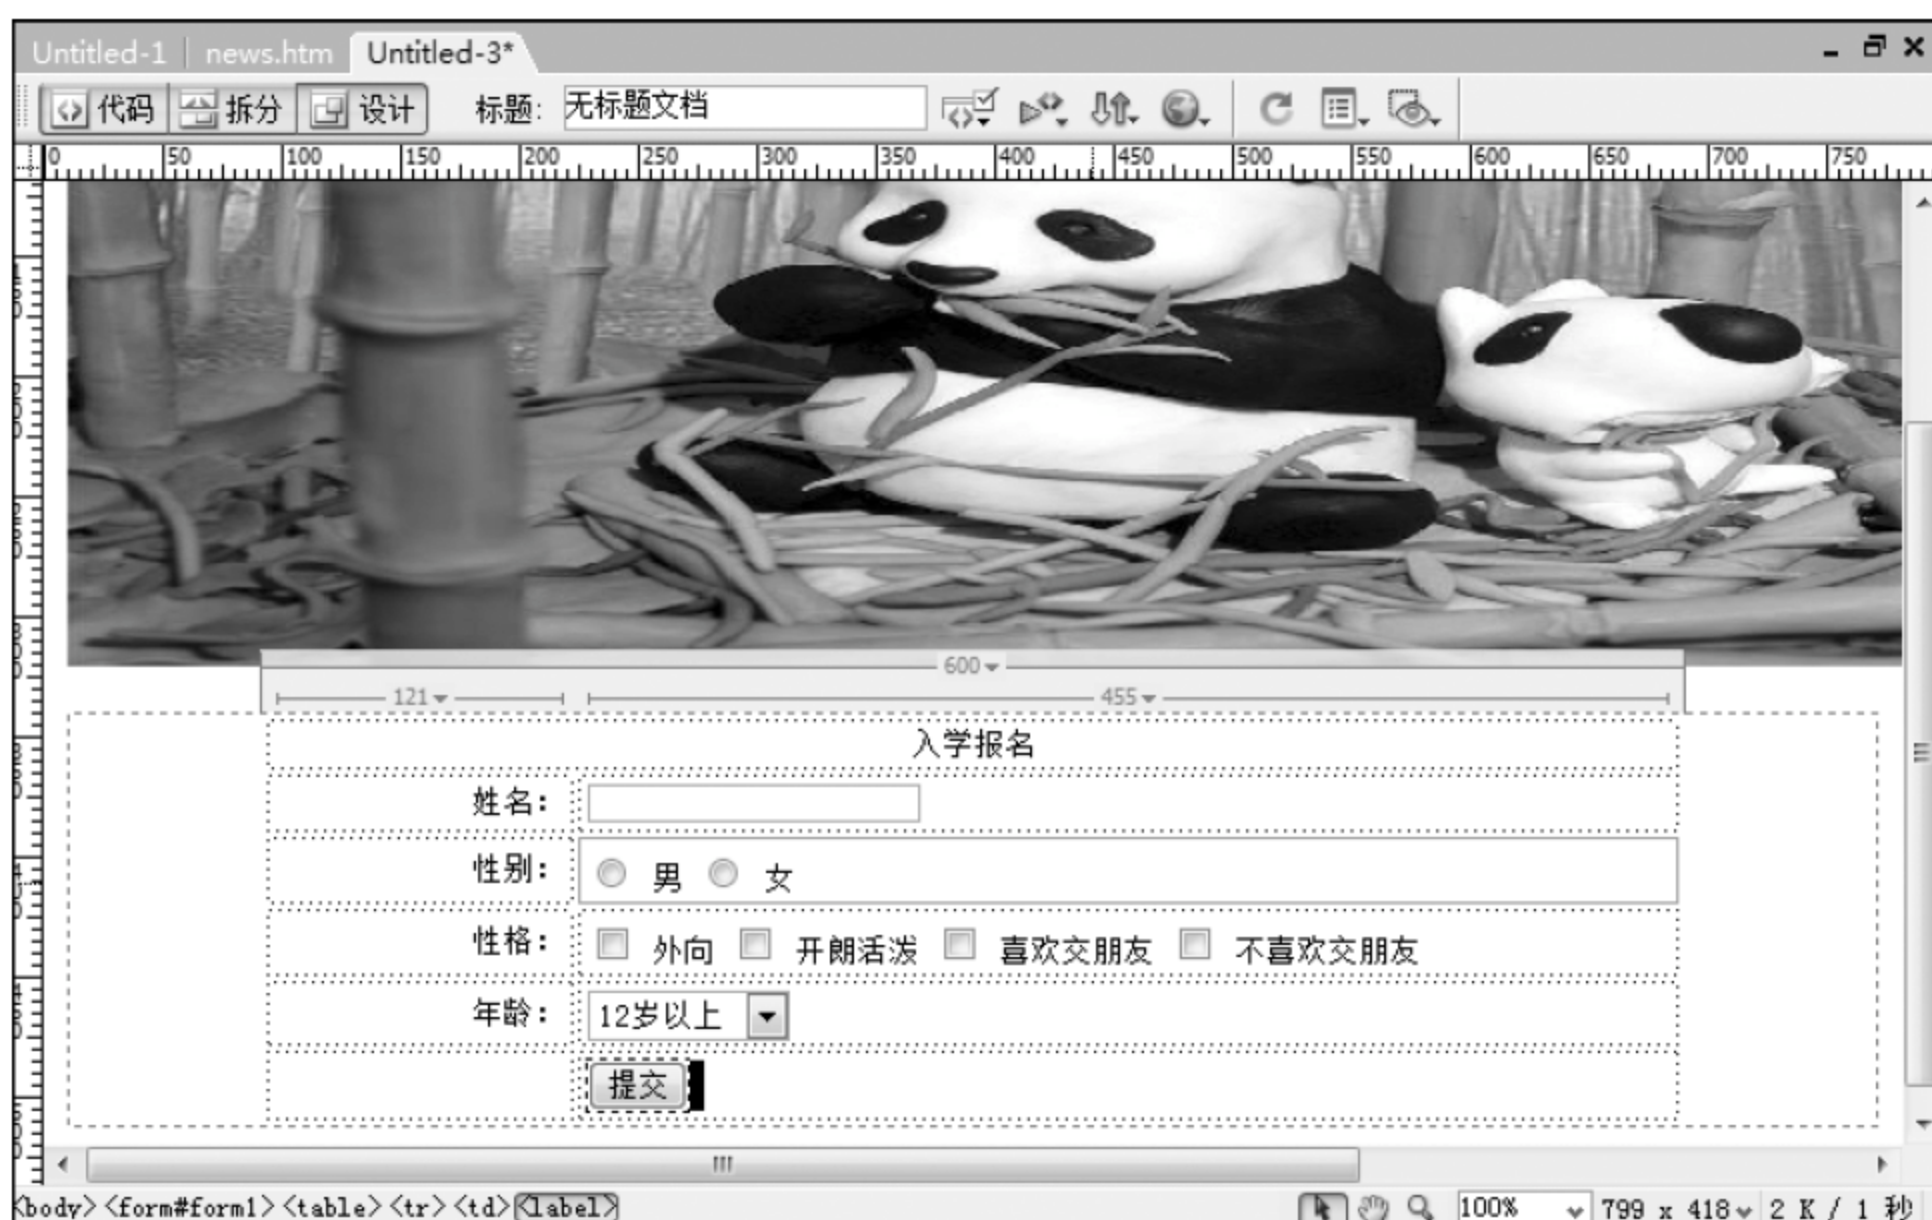 Untitled-1 news.htm Untitled-3*
代码 拆分 设计 标题: 无标题文档
0 50 100 150 200 250 300 350 400 450 500 550 600 650 700 750
600
121 455
入学报名
姓名:
性别: 男 女
性格: 外向 开朗活泼 喜欢交朋友 不喜欢交朋友
年龄: 12岁以上
提交
<body> <form#form1> <table> <tr> <td> <label> 100% 799 x 418 2 K / 1 秒